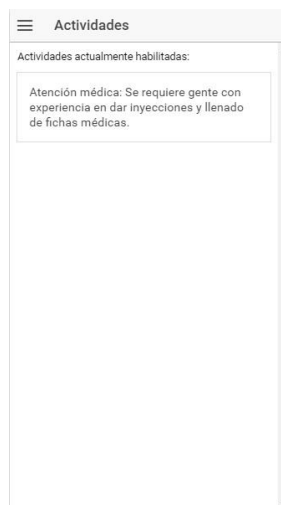 Actividades
Actividades actualmente habilitadas:
Atención médica: Se requiere gente con
experiencia en dar inyecciones y llenado
de fichas médicas.